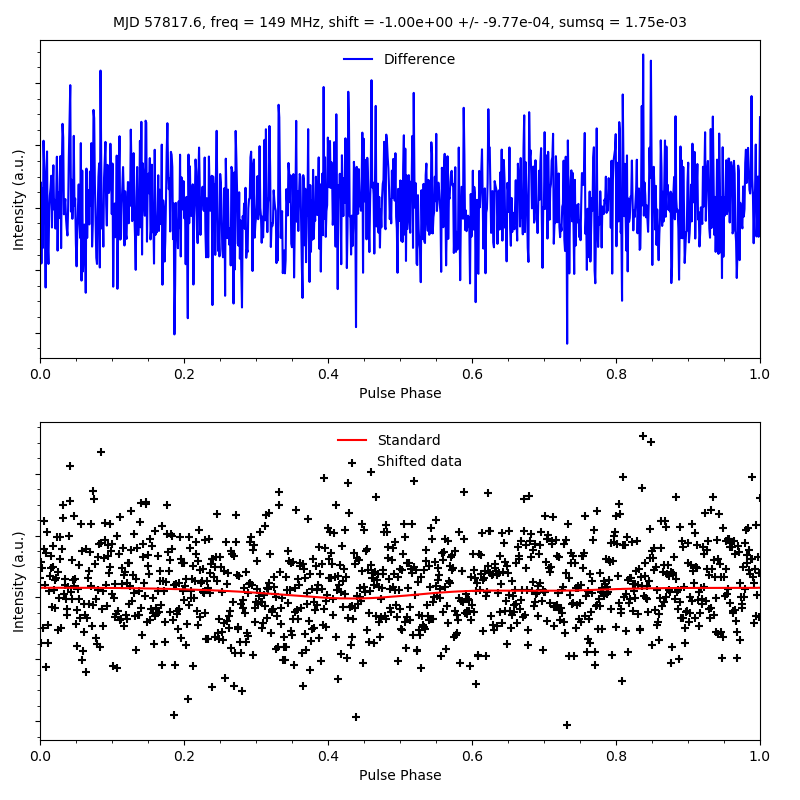 MJD 57817.6, freq = 149 MHz, shift = -1.00e+00 +/- -9.77e-04, sumsq = 1.75e-03
Difference
Intensity (a.u.)
0.0 0.2 0.4 0.6 0.8 1.0
Pulse Phase
Standard
Shifted data
Intensity (a.u.)
0.0 0.2 0.4 0.6 0.8 1.0
Pulse Phase